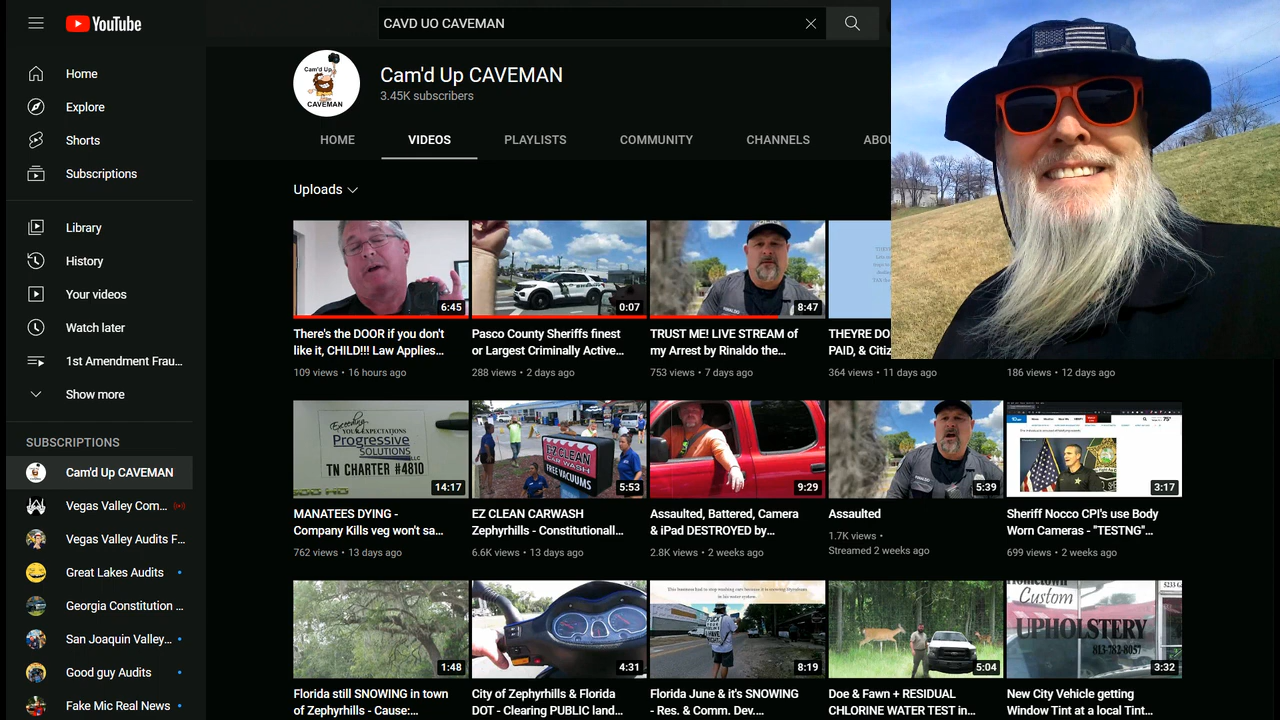 YouTube
CAVD UO CAVEMAN
Home
Explore
Shorts
Subscriptions
Library
History
Your videos
Watch later
1st Amendment Frau...
Show more
SUBSCRIPTIONS
Cam'd Up CAVEMAN
Vegas Valley Com...
Vegas Valley Audits F...
Great Lakes Audits
Georgia Constitution ...
San Joaquin Valley...
Good guy Audits
Fake Mic Real News
Cam'd Up
CAVEMAN
Cam'd Up CAVEMAN
3.45K subscribers
HOME VIDEOS PLAYLISTS COMMUNITY CHANNELS ABOU
Uploads
6:45
0:07
8:47
There's the DOOR if you don't
like it, CHILD!!! Law Applies...
109 views • 16 hours ago
Pasco County Sheriffs finest
or Largest Criminally Active...
288 views • 2 days ago
TRUST ME! LIVE STREAM of
my Arrest by Rinaldo the...
753 views • 7 days ago
THEYRE DO
PAID, & Citiz
364 views • 11 days ago
186 views • 12 days ago
Progressive
SOLUTIONS
LLC
TN CHARTER #4810
14:17
EZ CLEAN
CAR WASH
FREE VACUUMS
5:53
9:29
5:39
3:17
MANATEES DYING -
Company Kills veg won't sa...
762 views • 13 days ago
EZ CLEAN CARWASH
Zephyrhills - Constitutionall...
6.6K views • 13 days ago
Assaulted, Battered, Camera
& iPad DESTROYED by...
2.8K views • 2 weeks ago
Assaulted
1.7K views •
Streamed 2 weeks ago
Sheriff Nocco CPI's use Body
Worn Cameras - "TESTNG"...
699 views • 2 weeks ago
1:48
4:31
8:19
5:04
Hometown
Custom
UPHOLSTERY
813-782-8057
3:32
Florida still SNOWING in town
of Zephyrhills - Cause:...
City of Zephyrhills & Florida
DOT - Clearing PUBLIC land...
Florida June & it's SNOWING
- Res. & Comm. Dev....
Doe & Fawn + RESIDUAL
CHLORINE WATER TEST in...
New City Vehicle getting
Window Tint at a local Tint...